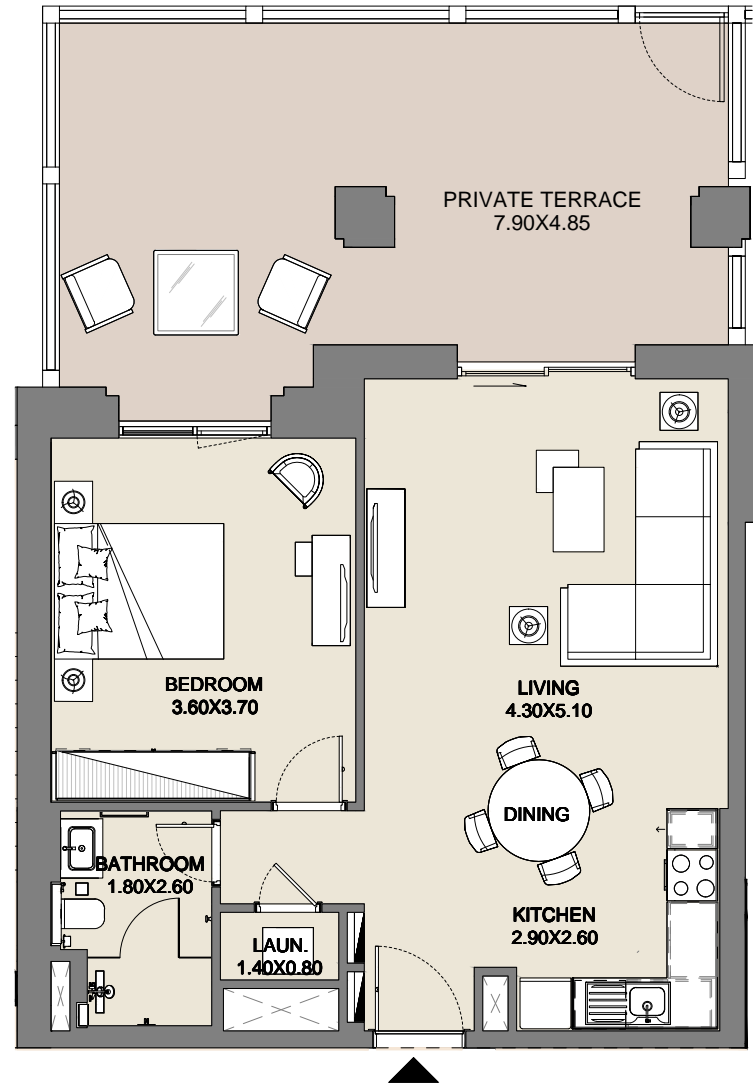 PRIVATE TERRACE
7.90X4.85
BEDROOM
3.60X3.70
LIVING
4.30X5.10
DINING
BATHROOM
1.80X2.60
KITCHEN
2.90X2.60
LAUN.
1.40X0.80